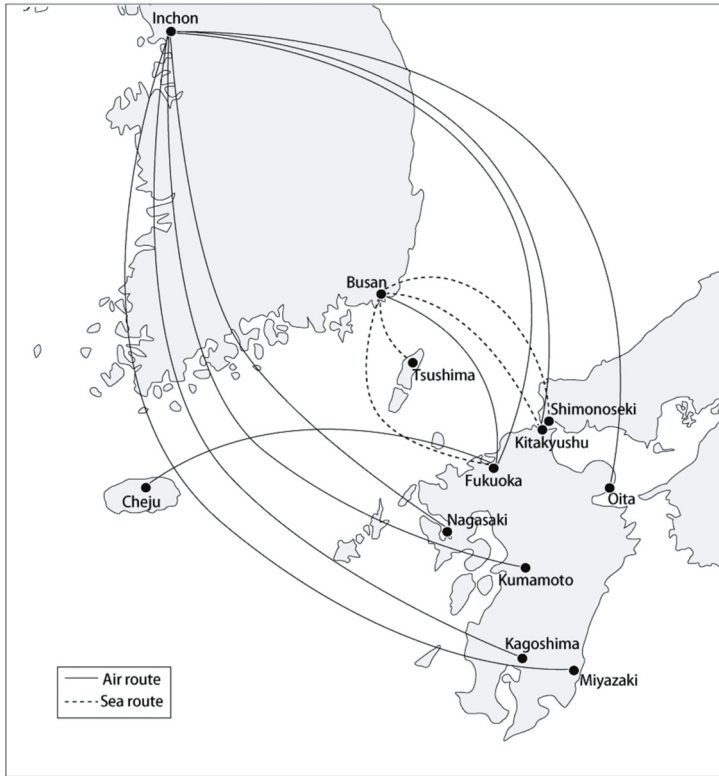 Inchon
Busan
Tsushima
Shimonoseki
Kitakyushu
Fukuoka
Cheju
Oita
Nagasaki
Kumamoto
Kagoshima
Miyazaki
Air route
Sea route